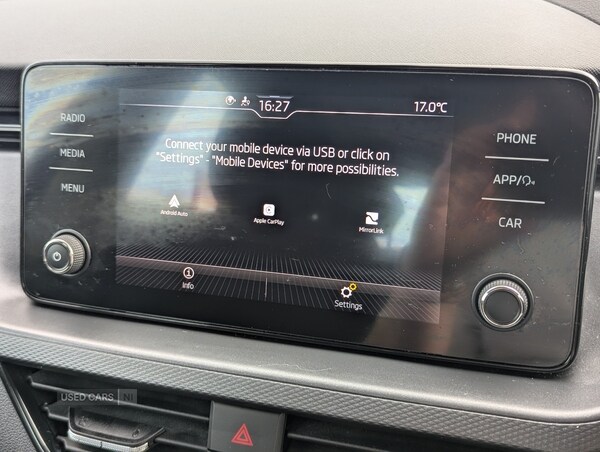 16:27
17.0°C
RADIO
MEDIA
MENU
Connect your mobile device via USB or click on
"Settings" - "Mobile Devices" for more possibilities.
Android Auto
Apple CarPlay
MirrorLink
Info
Settings
PHONE
APP/
CAR
USED CARS NI